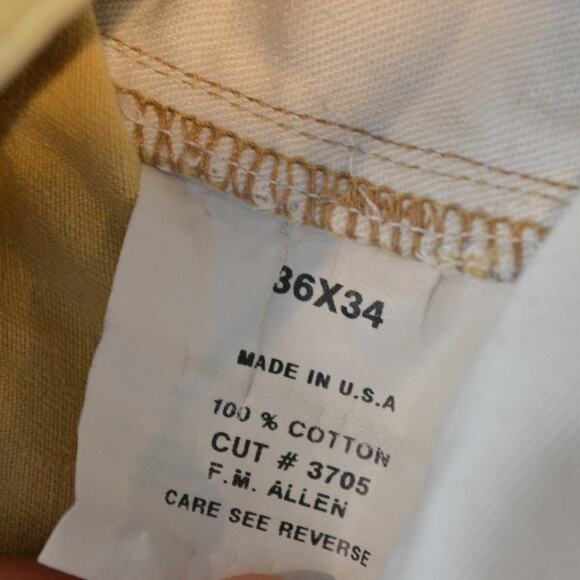 36X34
MADE IN U.S.A
100 % COTTON
CUT # 3705
F.M. ALLEN
CARE SEE REVERSE